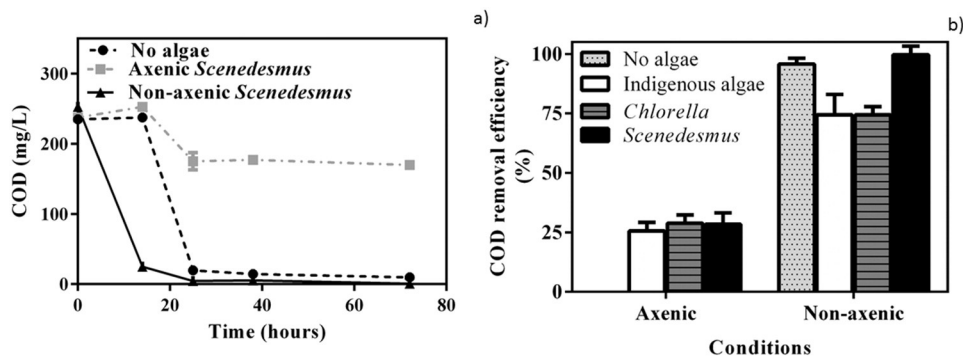 a)
No algae
Axenic Scenedesmus
Non-axenic Scenedesmus
300
200
100
0
COD (mg/L)
0
20
40
60
80
Time (hours)
b)
No algae
Indigenous algae
Chlorella
Scenedesmus
100
75
50
25
0
COD removal efficiency
(%)
Axenic
Non-axenic
Conditions